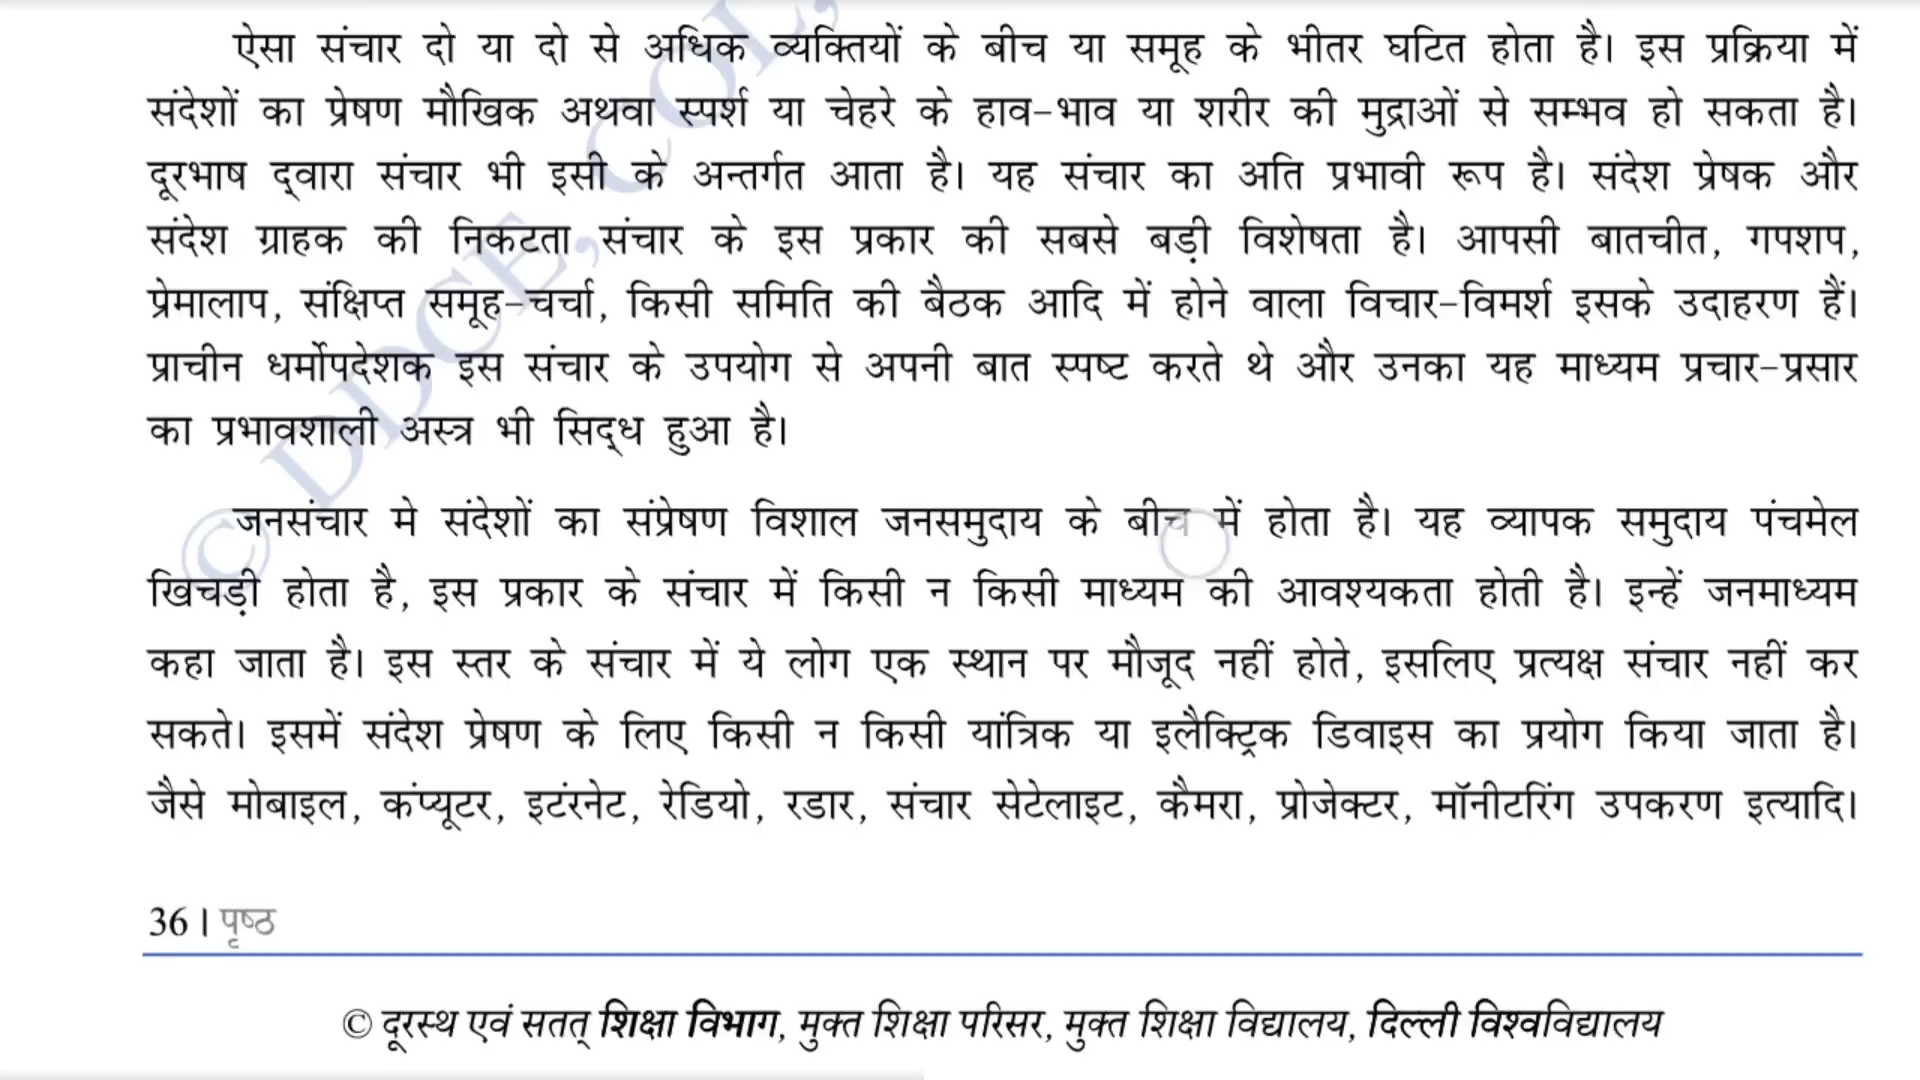 ऐसा संचार दो या दो से अधिक व्यक्तियों के बीच या समूह के भीतर घटित होता है। इस प्रक्रिया में
संदेशों का प्रेषण मौखिक अथवा स्पर्श या चेहरे के हाव-भाव या शरीर की मुद्राओं से सम्भव हो सकता है।
दूरभाष द्वारा संचार भी इसी के अन्तर्गत आता है। यह संचार का अति प्रभावी रूप है। संदेश प्रेषक और
संदेश ग्राहक की निकटता संचार के इस प्रकार की सबसे बड़ी विशेषता है। आपसी बातचीत, गपशप,
प्रेमालाप, संक्षिप्त समूह-चर्चा, किसी समिति की बैठक आदि में होने वाला विचार-विमर्श इसके उदाहरण हैं।
प्राचीन धर्मोपदेशक इस संचार के उपयोग से अपनी बात स्पष्ट करते थे और उनका यह माध्यम प्रचार-प्रसार
का प्रभावशाली अस्त्र भी सिद्ध हुआ है।
जनसंचार मे संदेशों का संप्रेषण विशाल जनसमुदाय के बीच में होता है। यह व्यापक समुदाय पंचमेल
खिचड़ी होता है, इस प्रकार के संचार में किसी न किसी माध्यम की आवश्यकता होती है। इन्हें जनमाध्यम
कहा जाता है। इस स्तर के संचार में ये लोग एक स्थान पर मौजूद नहीं होते, इसलिए प्रत्यक्ष संचार नहीं कर
सकते। इसमें संदेश प्रेषण के लिए किसी न किसी यांत्रिक या इलैक्ट्रिक डिवाइस का प्रयोग किया जाता है।
जैसे मोबाइल, कंप्यूटर, इटंरनेट, रेडियो, रडार, संचार सेटेलाइट, कैमरा, प्रोजेक्टर, मॉनीटरिंग उपकरण इत्यादि।
36 | पृष्ठ
© दूरस्थ एवं सतत् शिक्षा विभाग, मुक्त शिक्षा परिसर, मुक्त शिक्षा विद्यालय, दिल्ली विश्वविद्यालय
© DDCE, COL,